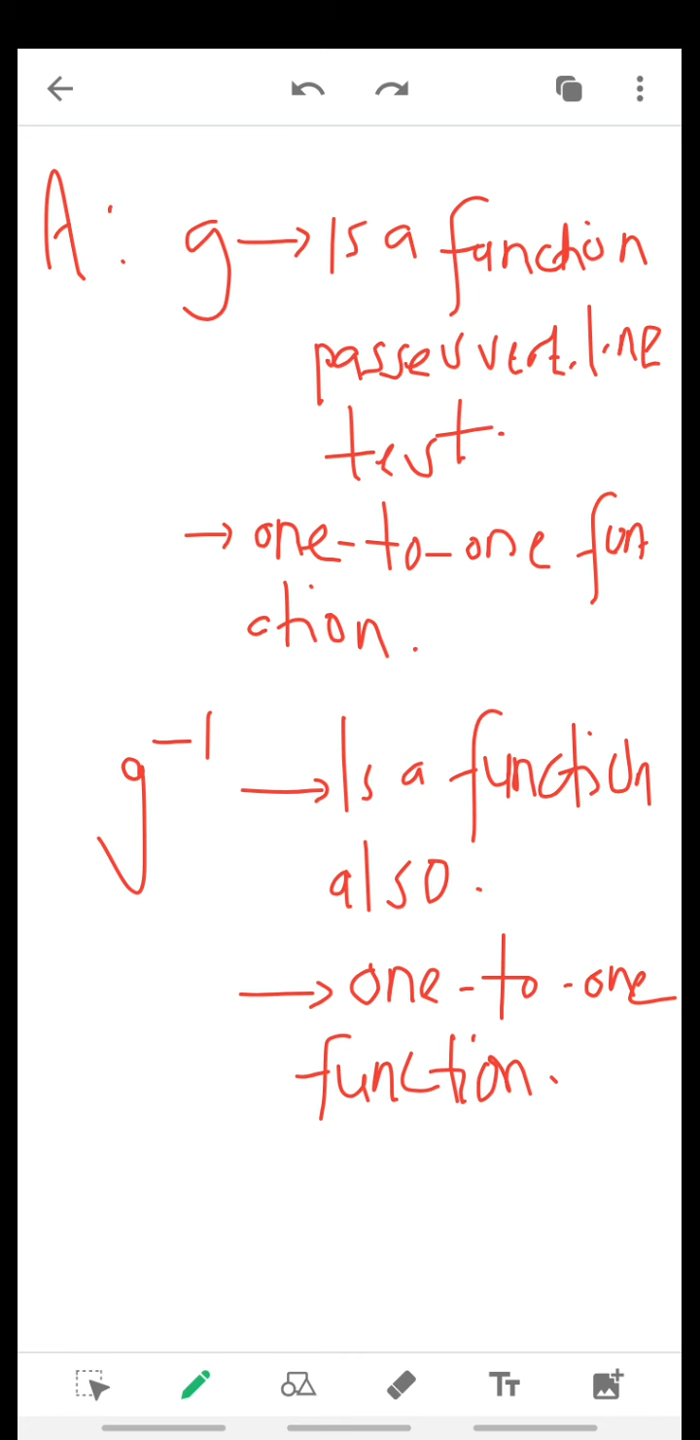 A: g → Is a function
passes vert. line
test.
→ one-to-one fun
ction.
g⁻¹ → Is a function
also.
→ one-to-one
function.
Tт